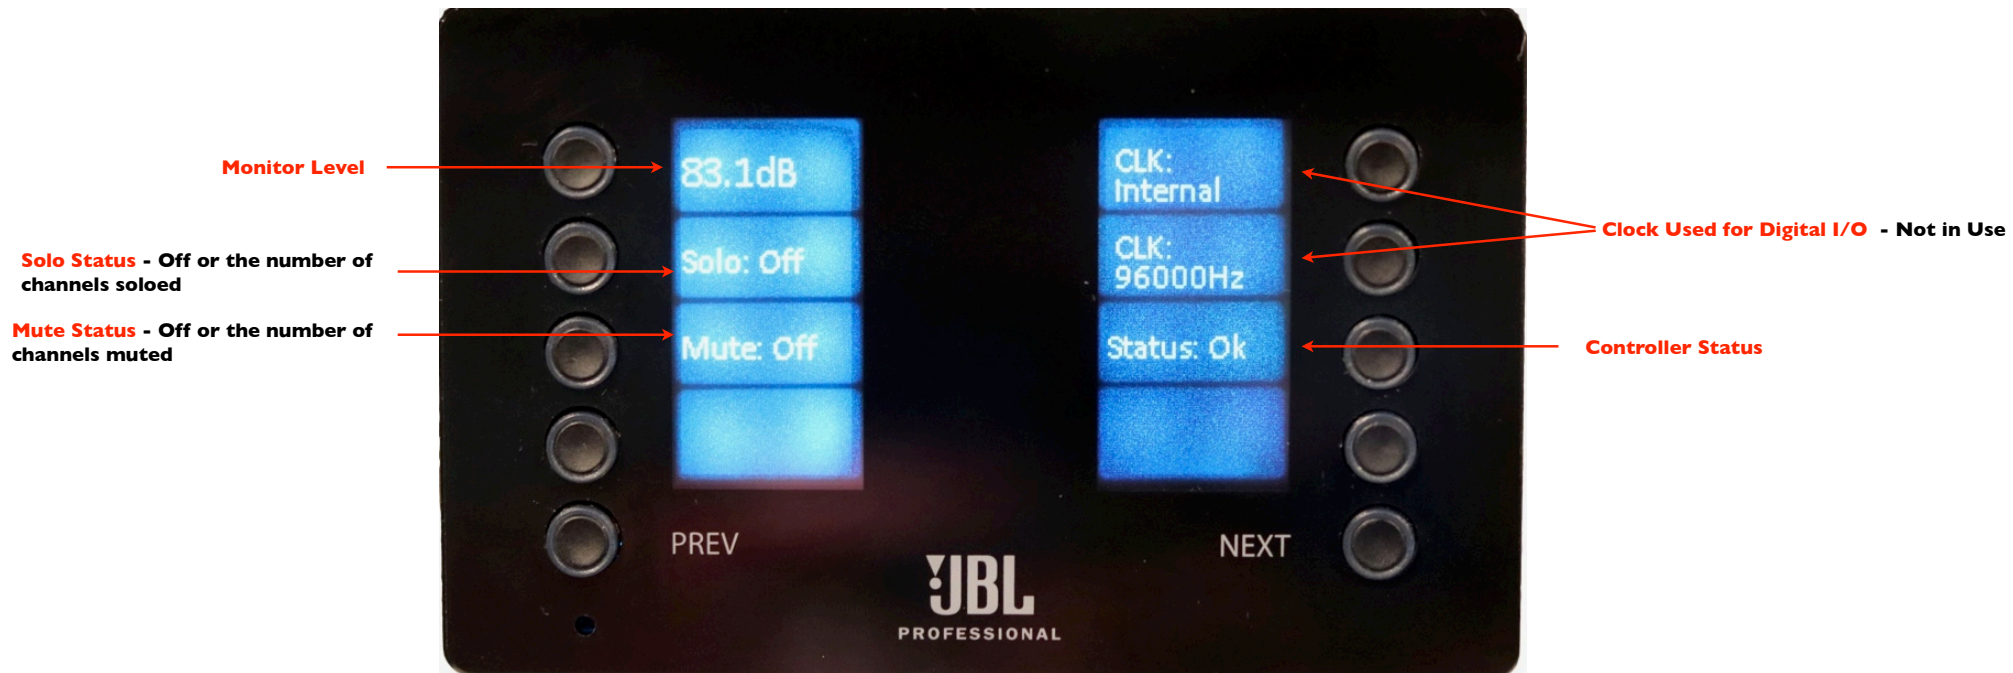 Monitor Level
Solo Status - Off or the number of
channels soloed
Mute Status - Off or the number of
channels muted
83.1dB
Solo: Off
Mute: Off
PREV
CLK:
Internal
CLK:
96000Hz
Status: Ok
NEXT
JBL
PROFESSIONAL
Clock Used for Digital I/O - Not in Use
Controller Status